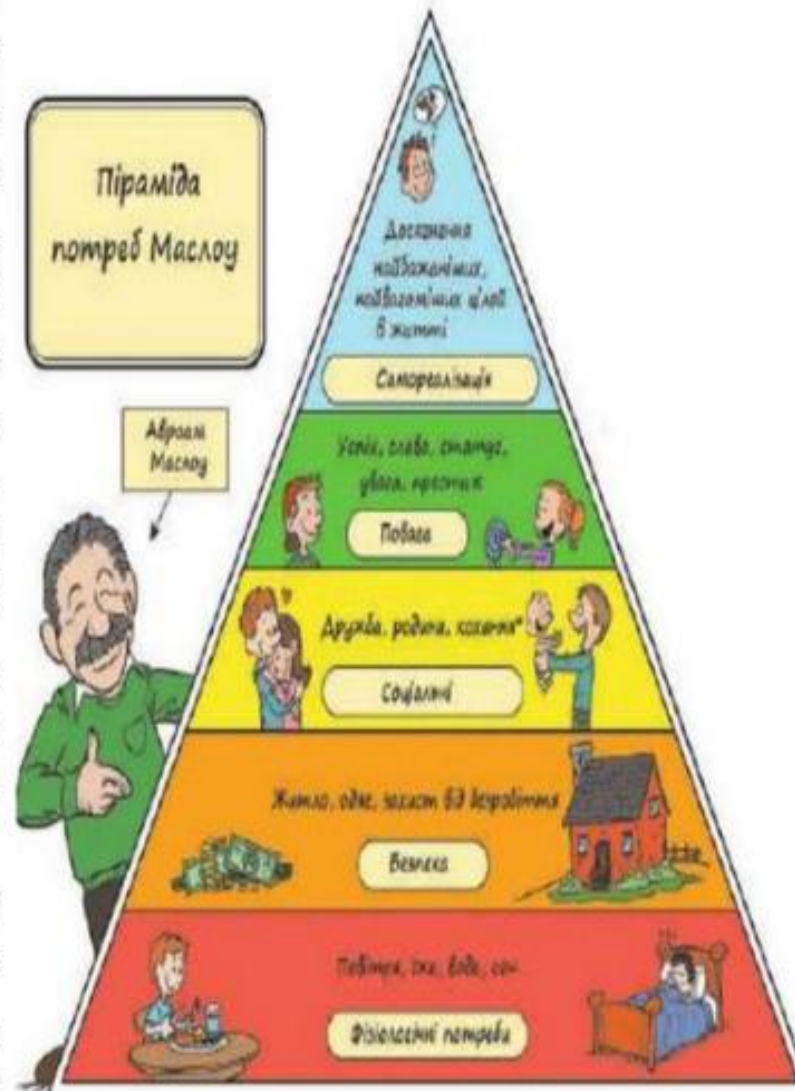 Піраміда
потреб Маслоу
Авраам
Маслоу
Досягнення
найбажаніших,
найвагоміших цілей
в житті
Самореалізація
Успіх, слава, статус,
увага, престиж
Повага
Дружба, родина, кохання
Соціальні
Житло, одяг, захист від безробіття
Безпека
Повітря, їжа, вода, сон
Фізіологічні потреби